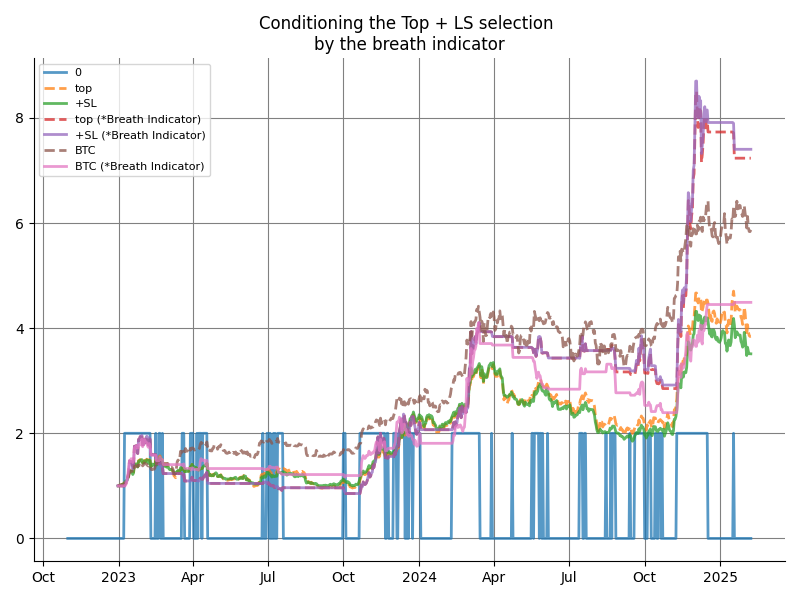 Conditioning the Top + LS selection
by the breath indicator
0
top
+SL
top (*Breath Indicator)
+SL (*Breath Indicator)
BTC
BTC (*Breath Indicator)
8
6
4
2
0
Oct
2023
Apr
Jul
Oct
2024
Apr
Jul
Oct
2025